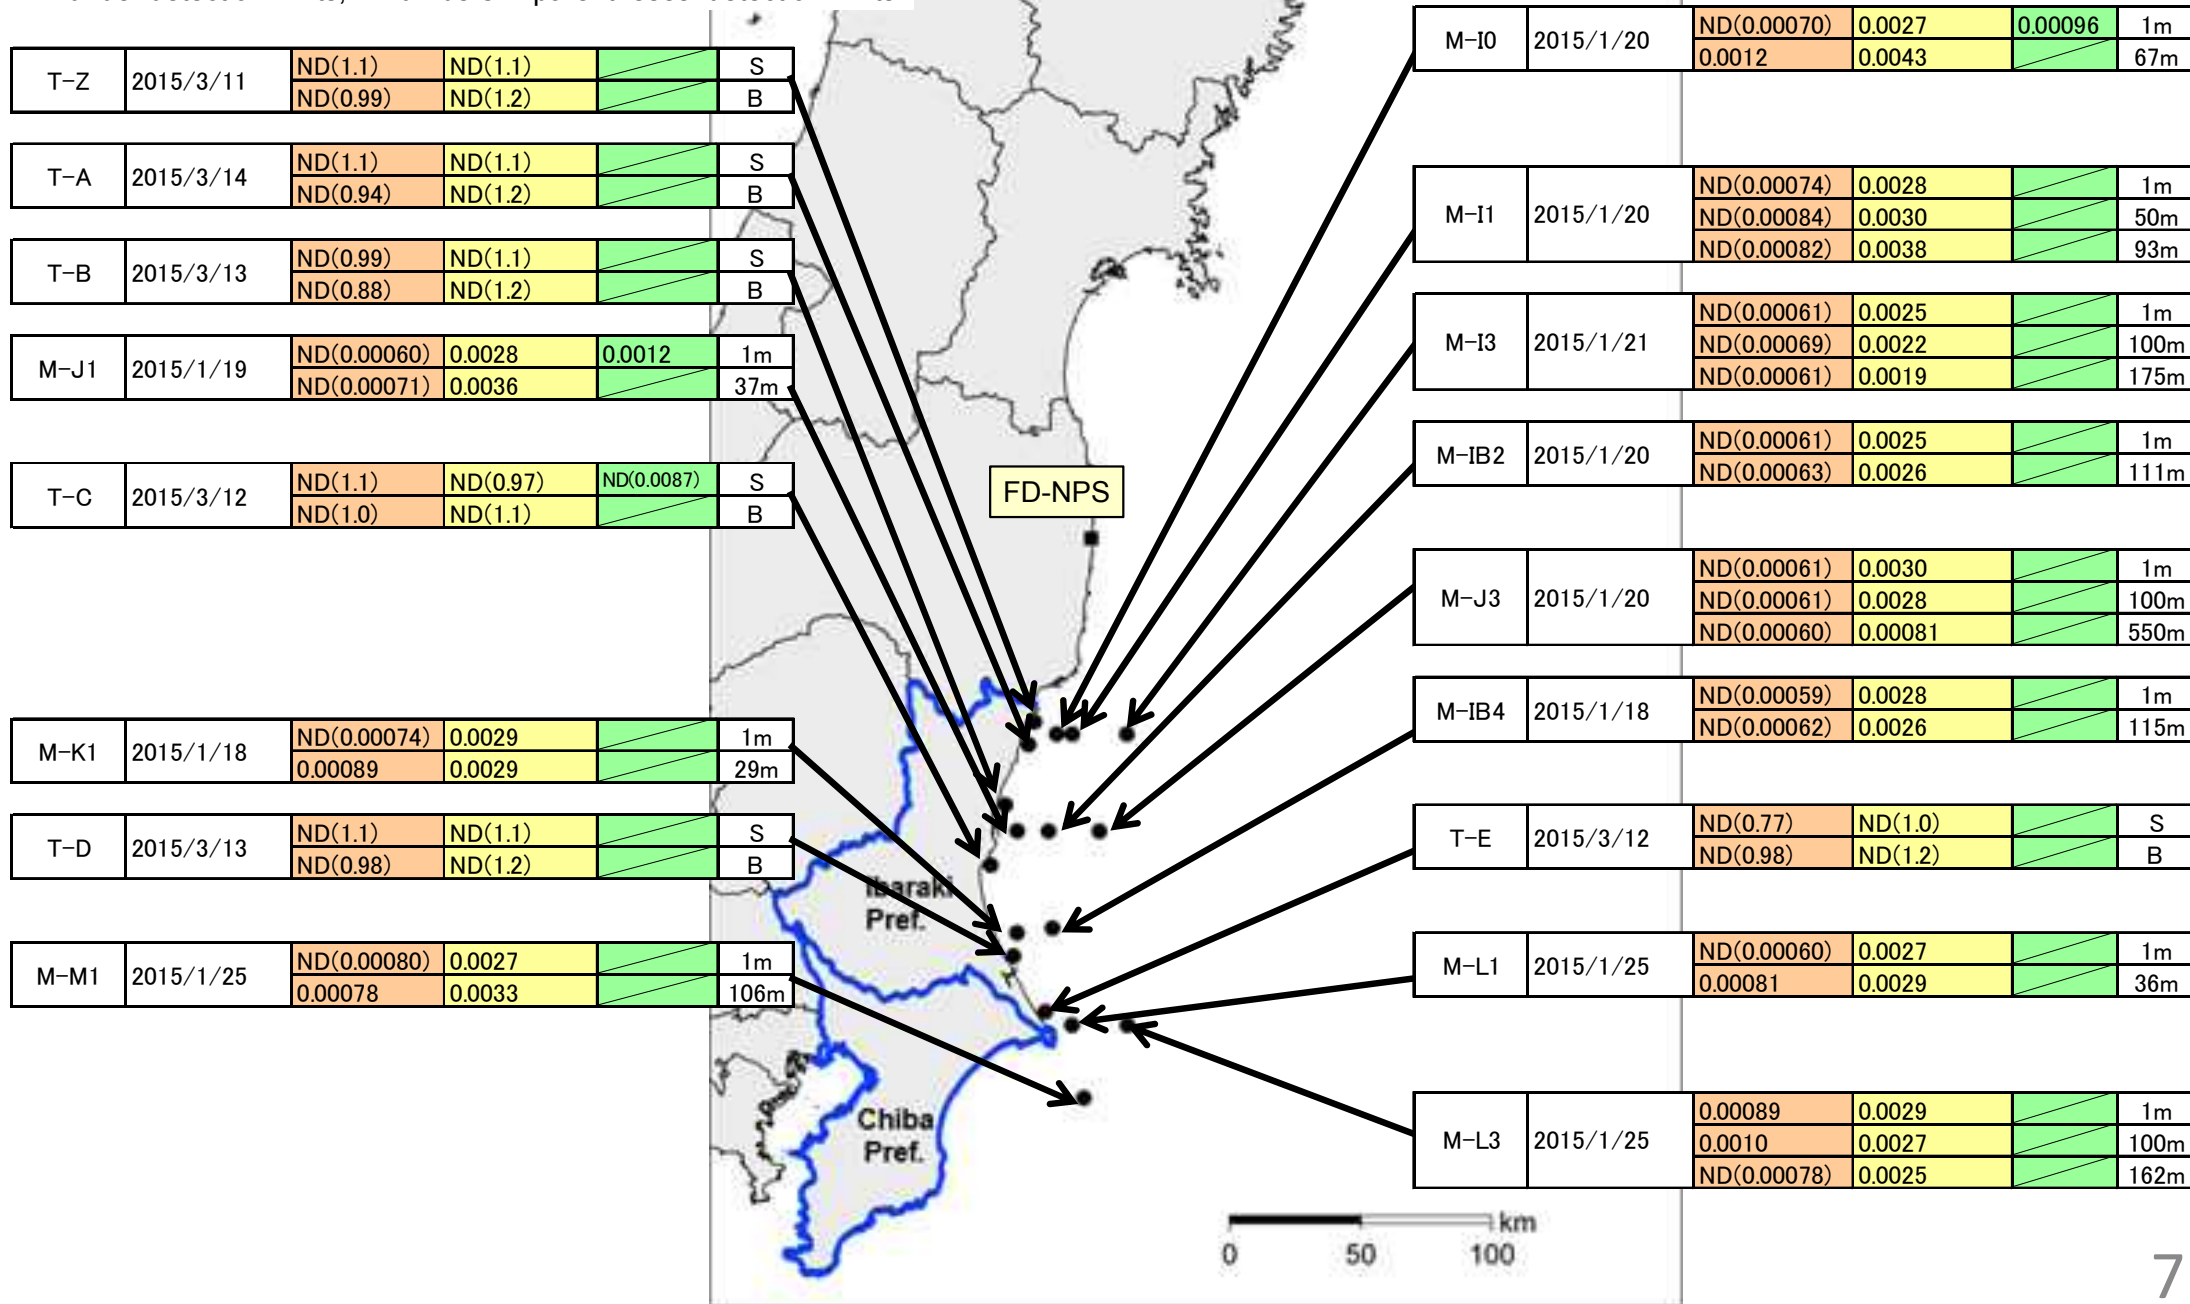 T-Z 2015/3/11 ND(1.1) ND(1.1) S
ND(0.99) ND(1.2) B
T-A 2015/3/14 ND(1.1) ND(1.1) S
ND(0.94) ND(1.2) B
T-B 2015/3/13 ND(0.99) ND(1.1) S
ND(0.88) ND(1.2) B
M-J1 2015/1/19 ND(0.00060) 0.0028 0.0012 1m
ND(0.00071) 0.0036 37m
T-C 2015/3/12 ND(1.1) ND(0.97) ND(0.0087) S
ND(1.0) ND(1.1) B
M-K1 2015/1/18 ND(0.00074) 0.0029 1m
0.00089 0.0029 29m
T-D 2015/3/13 ND(1.1) ND(1.1) S
ND(0.98) ND(1.2) B
M-M1 2015/1/25 ND(0.00080) 0.0027 1m
0.00078 0.0033 106m
FD-NPS
Ibaraki
Pref.
Chiba
Pref.
M-I0 2015/1/20 ND(0.00070) 0.0027 0.00096 1m
0.0012 0.0043 67m
M-I1 2015/1/20 ND(0.00074) 0.0028 1m
ND(0.00084) 0.0030 50m
ND(0.00082) 0.0038 93m
M-I3 2015/1/21 ND(0.00061) 0.0025 1m
ND(0.00069) 0.0022 100m
ND(0.00061) 0.0019 175m
M-IB2 2015/1/20 ND(0.00061) 0.0025 1m
ND(0.00063) 0.0026 111m
M-J3 2015/1/20 ND(0.00061) 0.0030 1m
ND(0.00061) 0.0028 100m
ND(0.00060) 0.00081 550m
M-IB4 2015/1/18 ND(0.00059) 0.0028 1m
ND(0.00062) 0.0026 115m
T-E 2015/3/12 ND(0.77) ND(1.0) S
ND(0.98) ND(1.2) B
M-L1 2015/1/25 ND(0.00060) 0.0027 1m
0.00081 0.0029 36m
M-L3 2015/1/25 0.00089 0.0029 1m
0.0010 0.0027 100m
ND(0.00078) 0.0025 162m
km
0 50 100
7